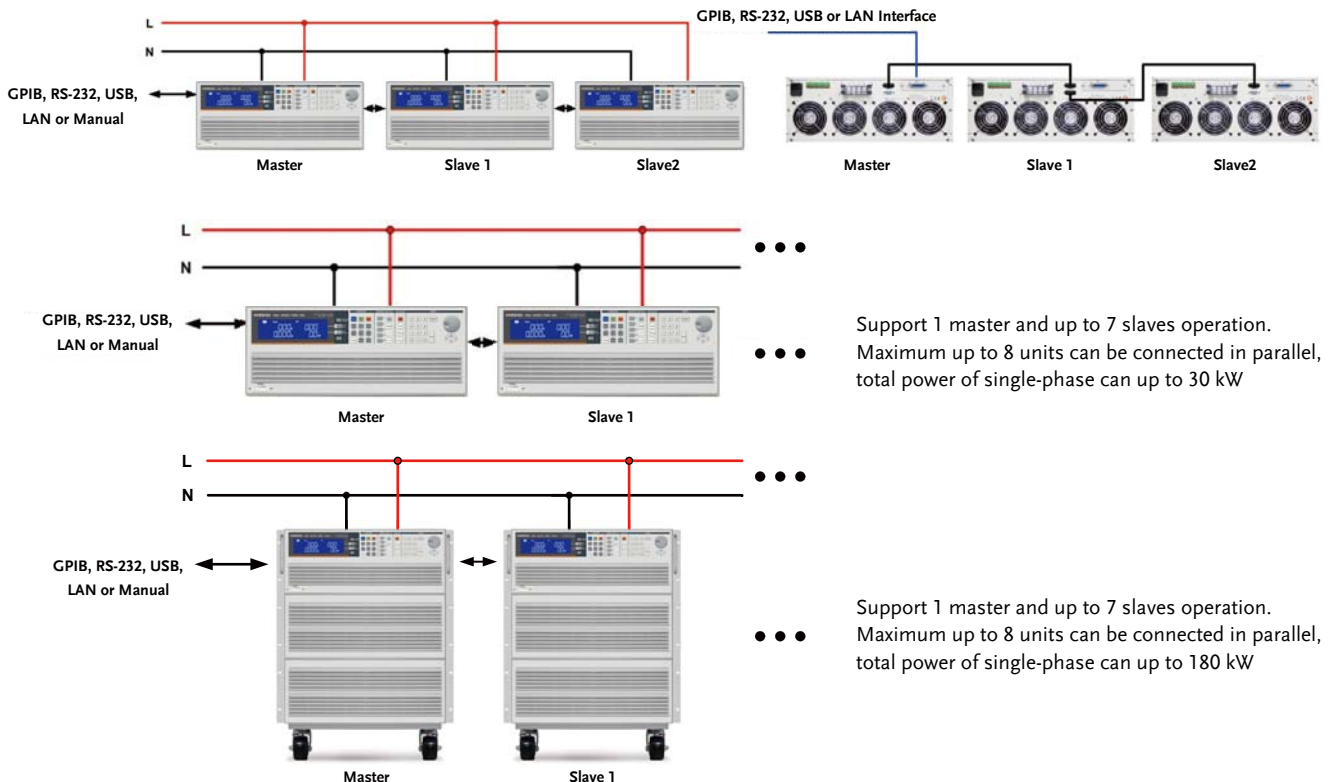 L
N
GPIB, RS-232, USB,
LAN or Manual
Master
Slave 1
Slave2
GPIB, RS-232, USB or LAN Interface
Master
Slave 1
Slave2
L
N
GPIB, RS-232, USB,
LAN or Manual
Master
Slave 1
Support 1 master and up to 7 slaves operation.
Maximum up to 8 units can be connected in parallel,
total power of single-phase can up to 30 kW
L
N
GPIB, RS-232, USB,
LAN or Manual
Master
Slave 1
Support 1 master and up to 7 slaves operation.
Maximum up to 8 units can be connected in parallel,
total power of single-phase can up to 180 kW